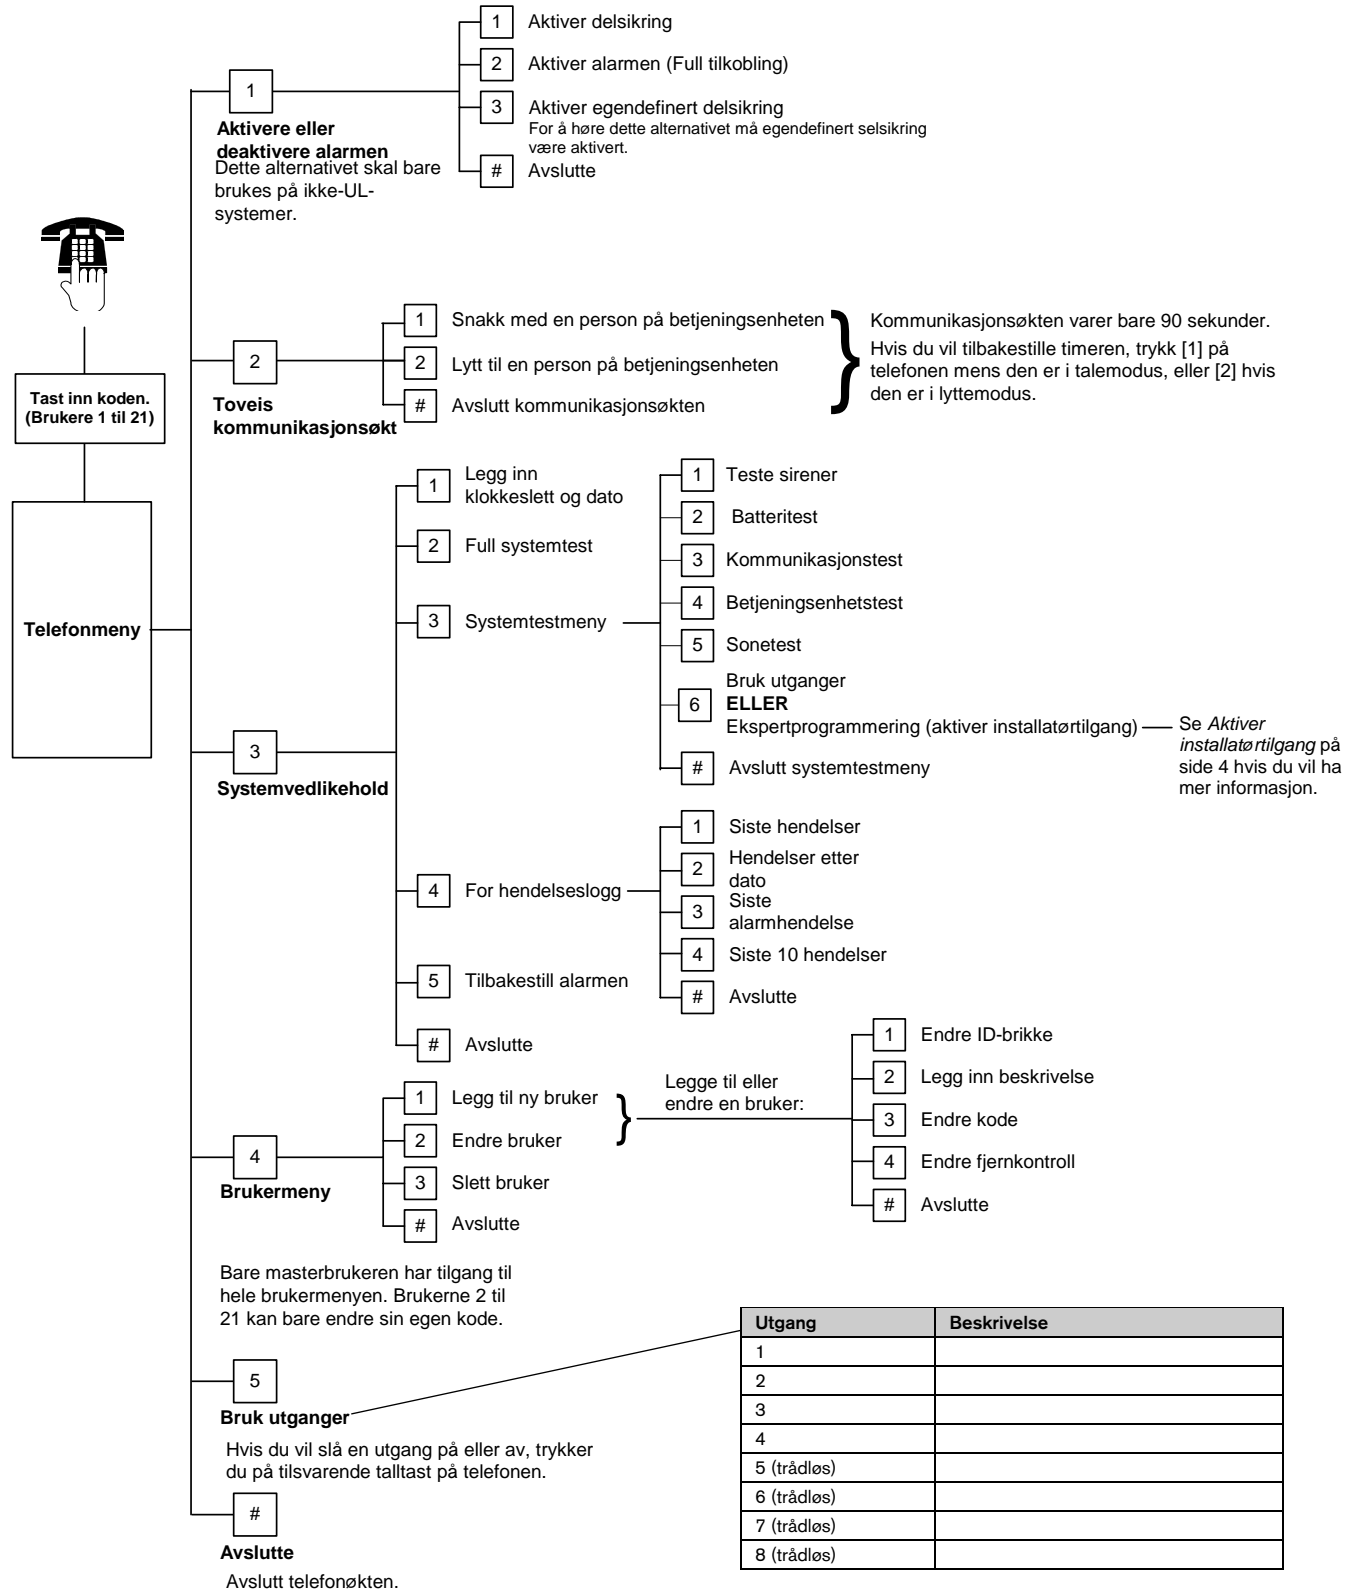 1
Aktiver delsikring
2
Aktiver alarmen (Full tilkobling)
3
Aktiver egendefinert delsikring
For å høre dette alternativet må egendefinert selsikring
være aktivert.
#
Avslutte
1
Aktivere eller
deaktivere alarmen
Dette alternativet skal bare
brukes på ikke-UL-
systemer.
Tast inn koden.
(Brukere 1 til 21)
Telefonmeny
2
Toveis
kommunikasjonsøkt
1
Snakk med en person på betjeningsenheten
2
Lytt til en person på betjeningsenheten
#
Avslutt kommunikasjonsøkten
}
Kommunikasjonsøkten varer bare 90 sekunder.
Hvis du vil tilbakestille timeren, trykk [1] på
telefonen mens den er i talemodus, eller [2] hvis
den er i lyttemodus.
3
Systemvedlikehold
1
Legg inn
klokkeslett og dato
2
Full systemtest
3
Systemtestmeny
1
Teste sirener
2
Batteritest
3
Kommunikasjonstest
4
Betjeningsenhetstest
5
Sonetest
6
Bruk utganger
ELLER
Ekspertprogrammering (aktiver installatørtilgang)
Se Aktiver
installatørtilgang på
side 4 hvis du vil ha
mer informasjon.
#
Avslutt systemtestmeny
4
For hendelseslogg
1
Siste hendelser
2
Hendelser etter
dato
3
Siste
alarmhendelse
4
Siste 10 hendelser
#
Avslutte
5
Tilbakestill alarmen
#
Avslutte
4
Brukermeny
1
Legg til ny bruker
2
Endre bruker
3
Slett bruker
#
Avslutte
}
Legge til eller
endre en bruker:
1
Endre ID-brikke
2
Legg inn beskrivelse
3
Endre kode
4
Endre fjernkontroll
#
Avslutte
Bare masterbrukeren har tilgang til
hele brukermenyen. Brukerne 2 til
21 kan bare endre sin egen kode.
5
Bruk utganger
Hvis du vil slå en utgang på eller av, trykker
du på tilsvarende talltast på telefonen.
#
Avslutte
Avslutt telefonøkten.
Utgang Beskrivelse
1
2
3
4
5 (trådløs)
6 (trådløs)
7 (trådløs)
8 (trådløs)